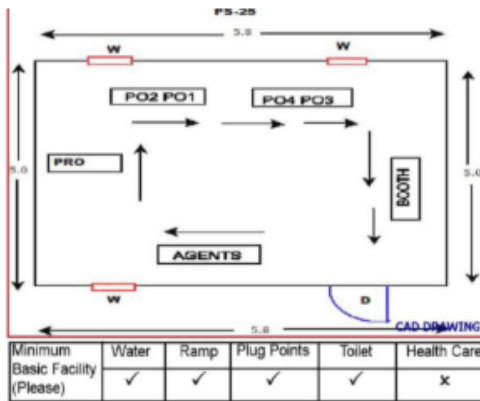 PS-25
5.8
W
W
PO2 PO1
PO4 PO3
5.0
PRO
BOOTH
5.0
AGENTS
W
D
CAD DRAWING
5.8
Minimum Basic Facility (Please) Water Ramp Plug Points Toilet Health Care
✓ ✓ ✓ ✓ x